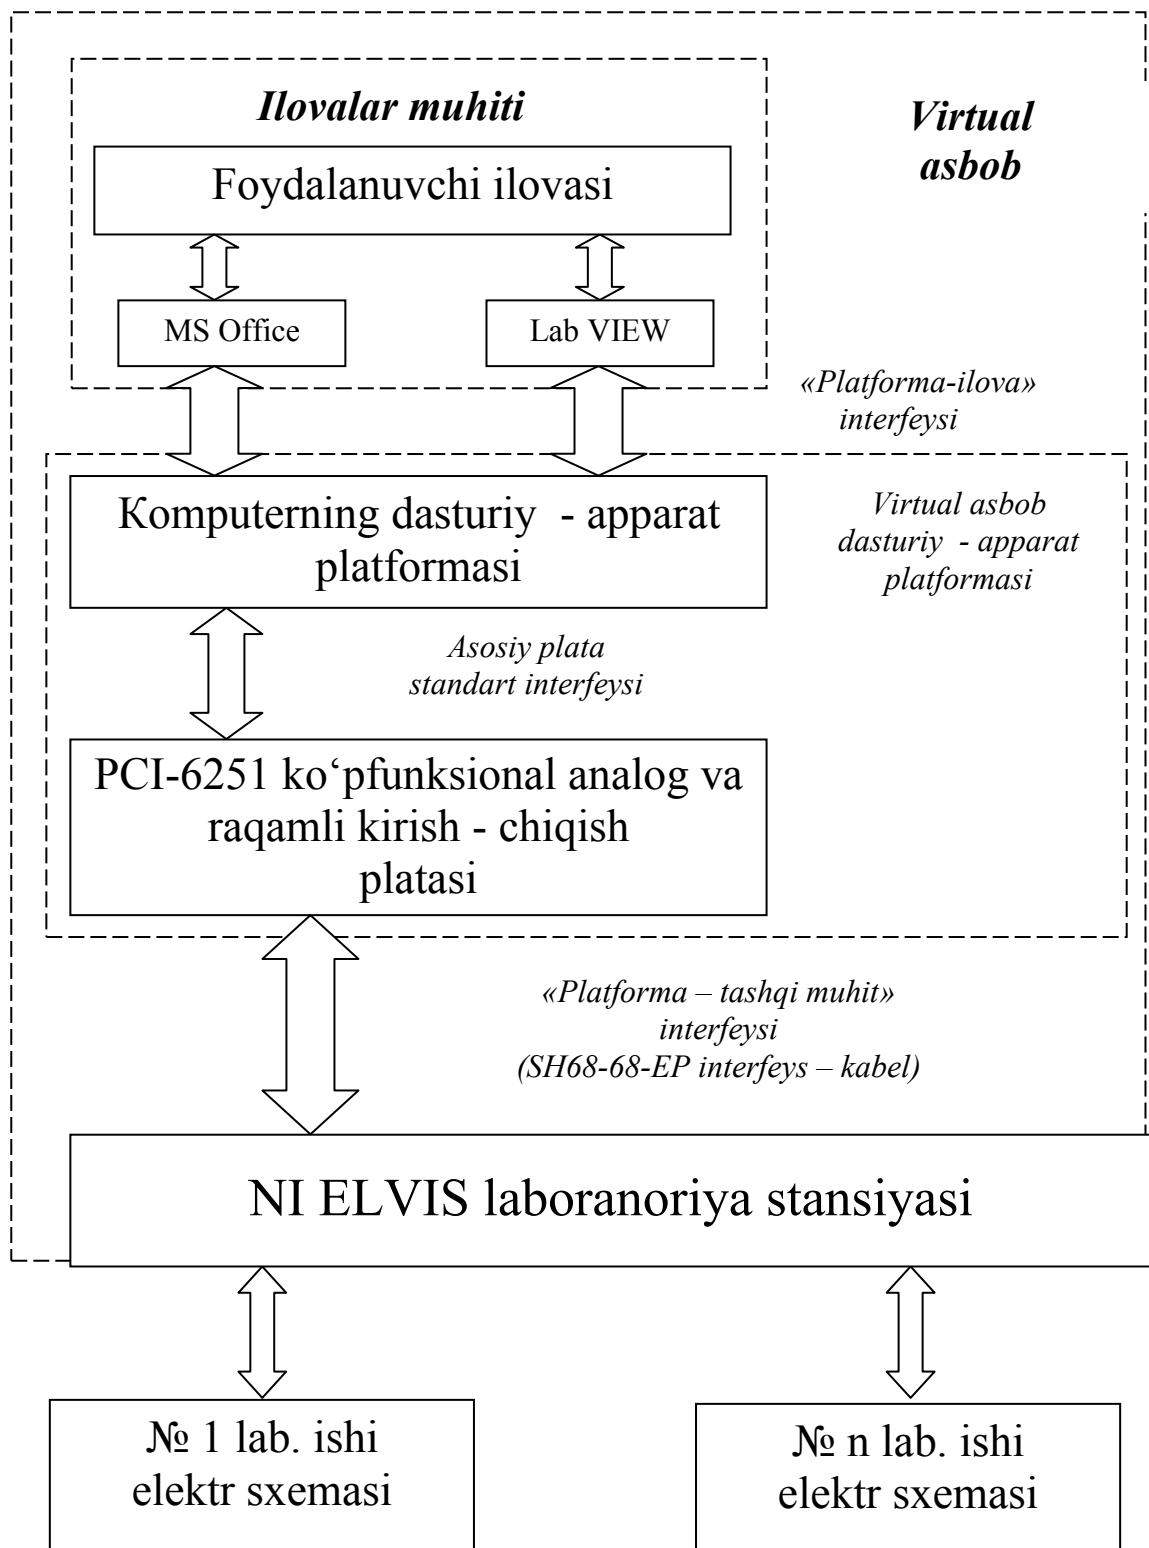 Ilovalar muhiti
Virtual
asbob
Foydalanuvchi ilovasi
MS Office
Lab VIEW
«Platforma-ilova»
interfeysi
Komputerning dasturiy - apparat
platformasi
Virtual asbob
dasturiy - apparat
platformasi
Asosiy plata
standart interfeysi
PCI-6251 ko‘pfunksional analog va
raqamli kirish - chiqish
platasi
«Platforma – tashqi muhit»
interfeysi
(SH68-68-EP interfeys – kabel)
NI ELVIS laboranoriya stansiyasi
№ 1 lab. ishi
elektr sxemasi
№ n lab. ishi
elektr sxemasi